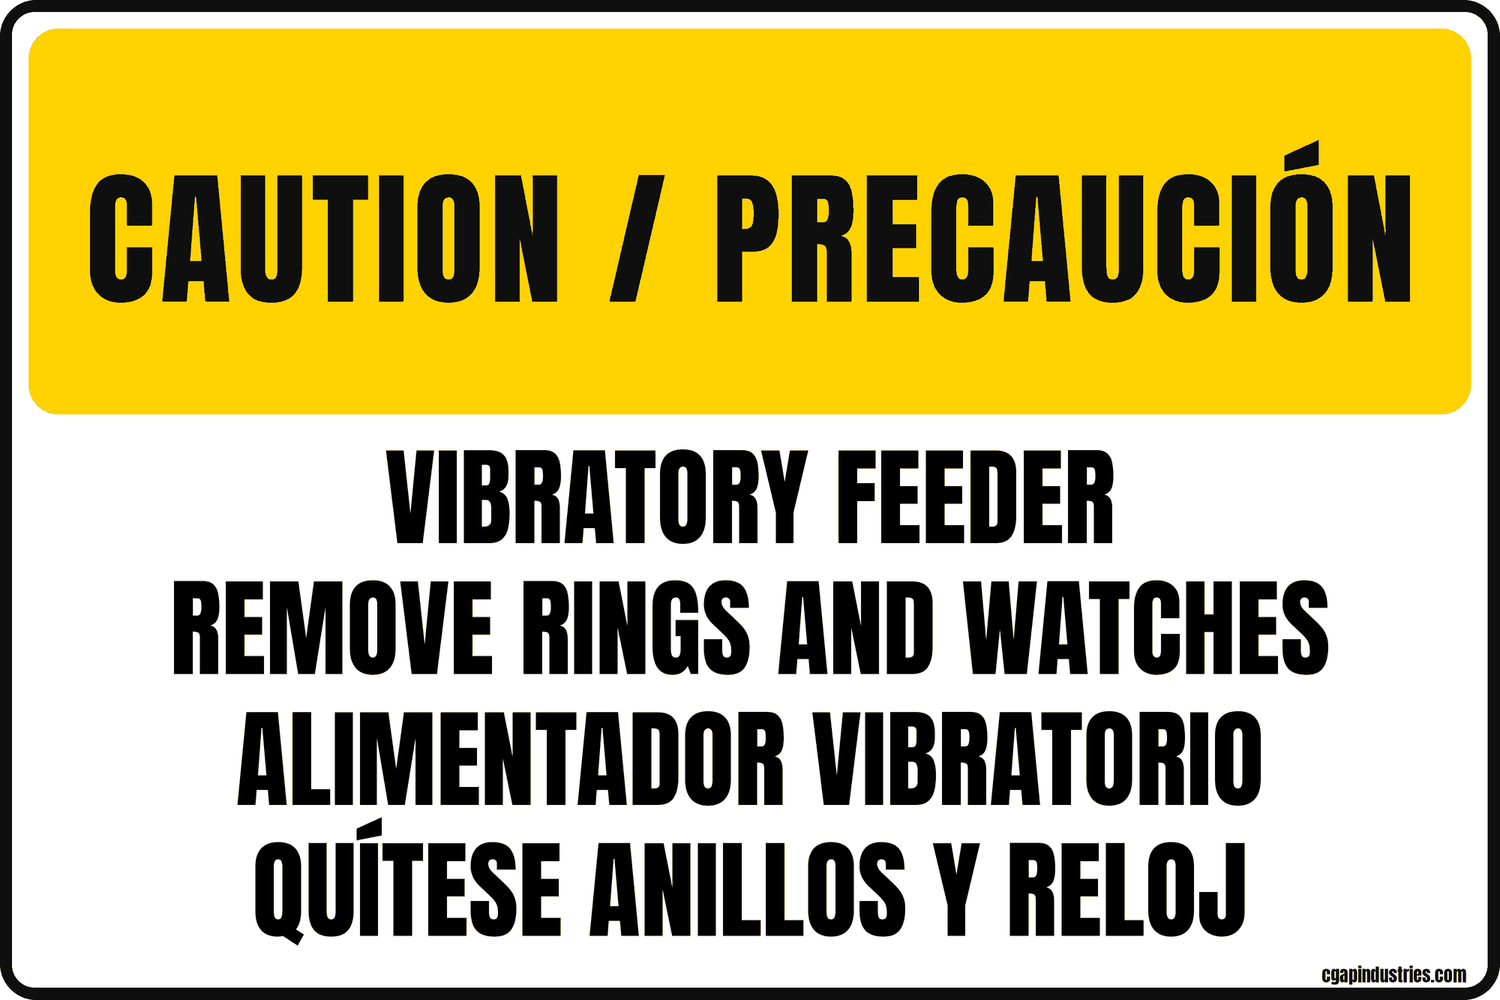 CAUTION / PRECAUCIÓN
VIBRATORY FEEDER
REMOVE RINGS AND WATCHES
ALIMENTADOR VIBRATORIO
QUÍTESE ANILLOS Y RELOJ
cgapindustries.com